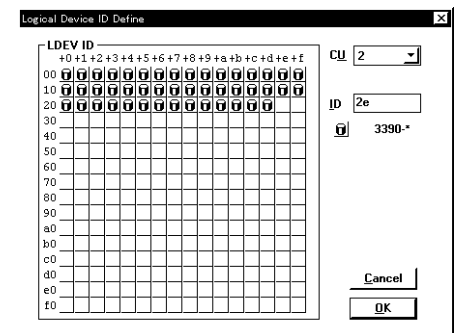 Logical Device ID Define
LDEV ID
+0 +1 +2 +3 +4 +5 +6 +7 +8 +9 +a +b +c +d +e +f
00
10
20
30
40
50
60
70
80
90
a0
b0
c0
d0
e0
f0
CU 2
ID 2e
3390-*
Cancel
OK